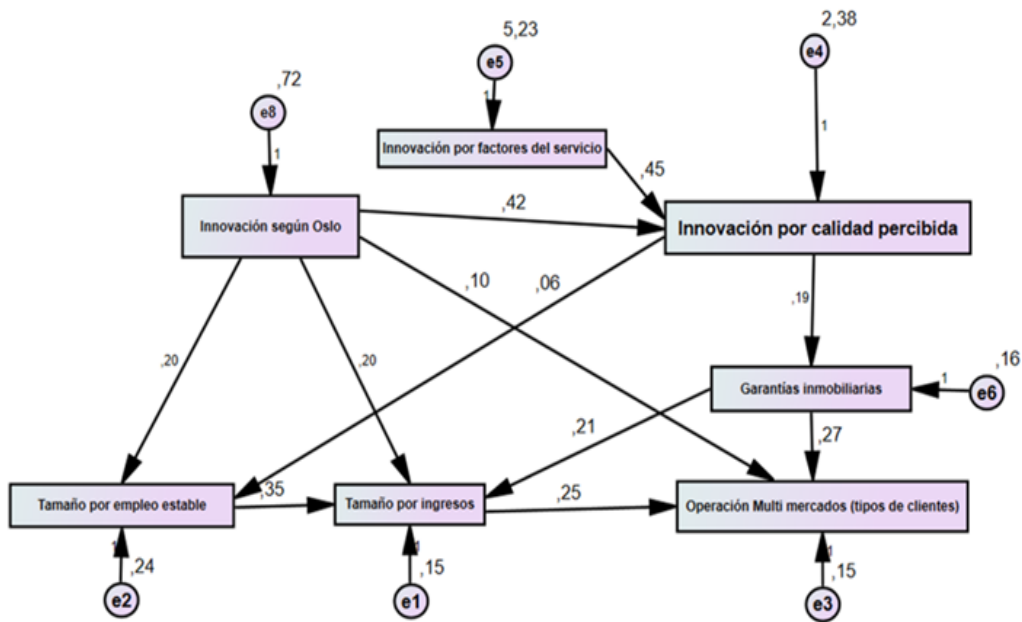 5,23
2,38
e5
e4
,72
e8
1
1
1
Innovación por factores del servicio
,45
,42
Innovación según Oslo
Innovación por calidad percibida
,10
,06
,19
,20
,20
,16
Garantías inmobiliarias
1
e6
,21
,27
Tamaño por empleo estable
,35
Tamaño por ingresos
,25
Operación Multi mercados (tipos de clientes)
1
1
1
,24
,15
,15
e2
e1
e3